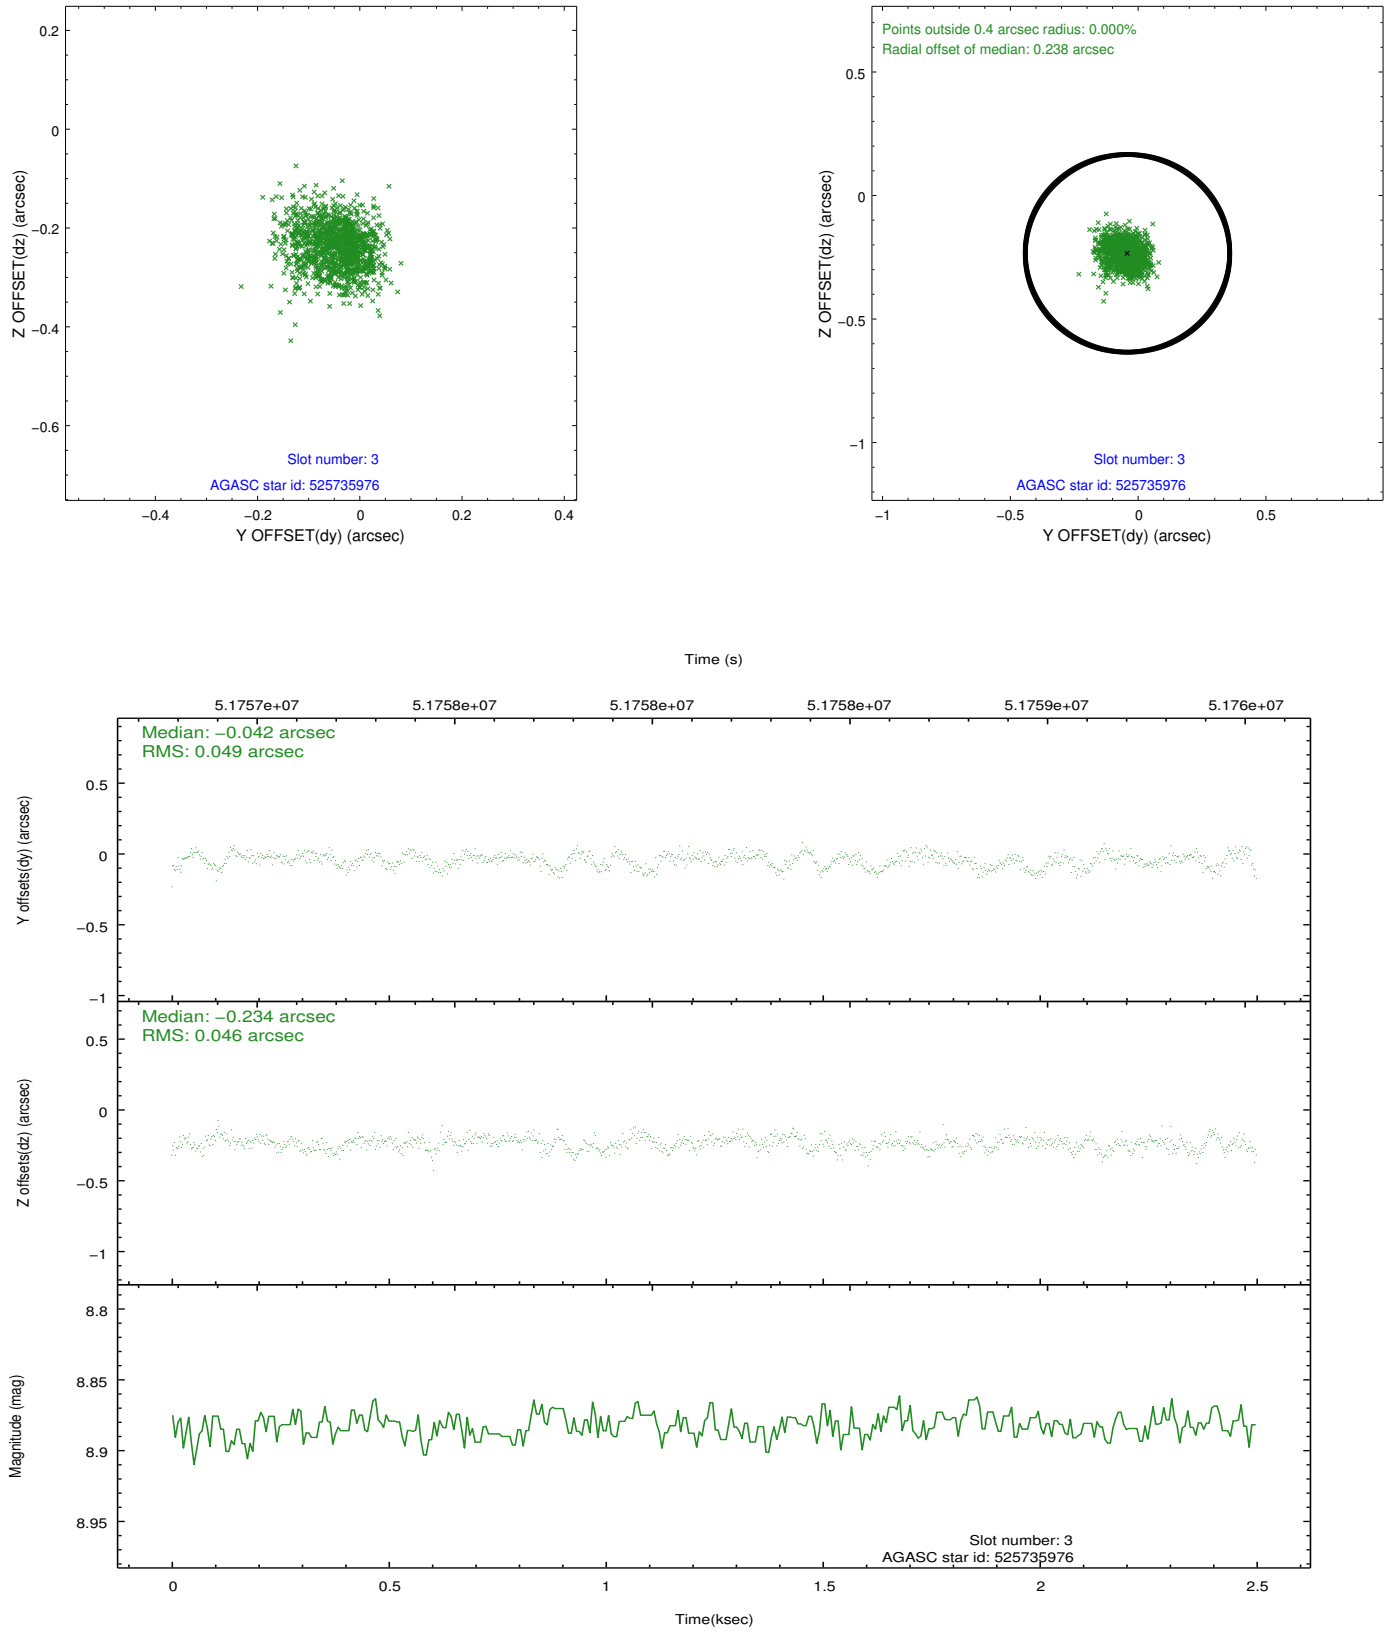 0.2
0
−0.2
−0.4
−0.6
Z OFFSET(dz) (arcsec)
Slot number: 3
AGASC star id: 525735976
−0.4
−0.2
0
0.2
0.4
Y OFFSET(dy) (arcsec)
Points outside 0.4 arcsec radius: 0.000%
Radial offset of median: 0.238 arcsec
0.5
0
−0.5
−1
Z OFFSET(dz) (arcsec)
Slot number: 3
AGASC star id: 525735976
−1
−0.5
0
0.5
Y OFFSET(dy) (arcsec)
Time (s)
5.1757e+07
5.1758e+07
5.1758e+07
5.1758e+07
5.1759e+07
5.176e+07
Median: −0.042 arcsec
RMS: 0.049 arcsec
0.5
0
−0.5
−1
Y offsets(dy) (arcsec)
Median: −0.234 arcsec
RMS: 0.046 arcsec
0.5
0
−0.5
−1
Z offsets(dz) (arcsec)
8.8
8.85
8.9
8.95
Magnitude (mag)
Slot number: 3
AGASC star id: 525735976
0
0.5
1
1.5
2
2.5
Time(ksec)